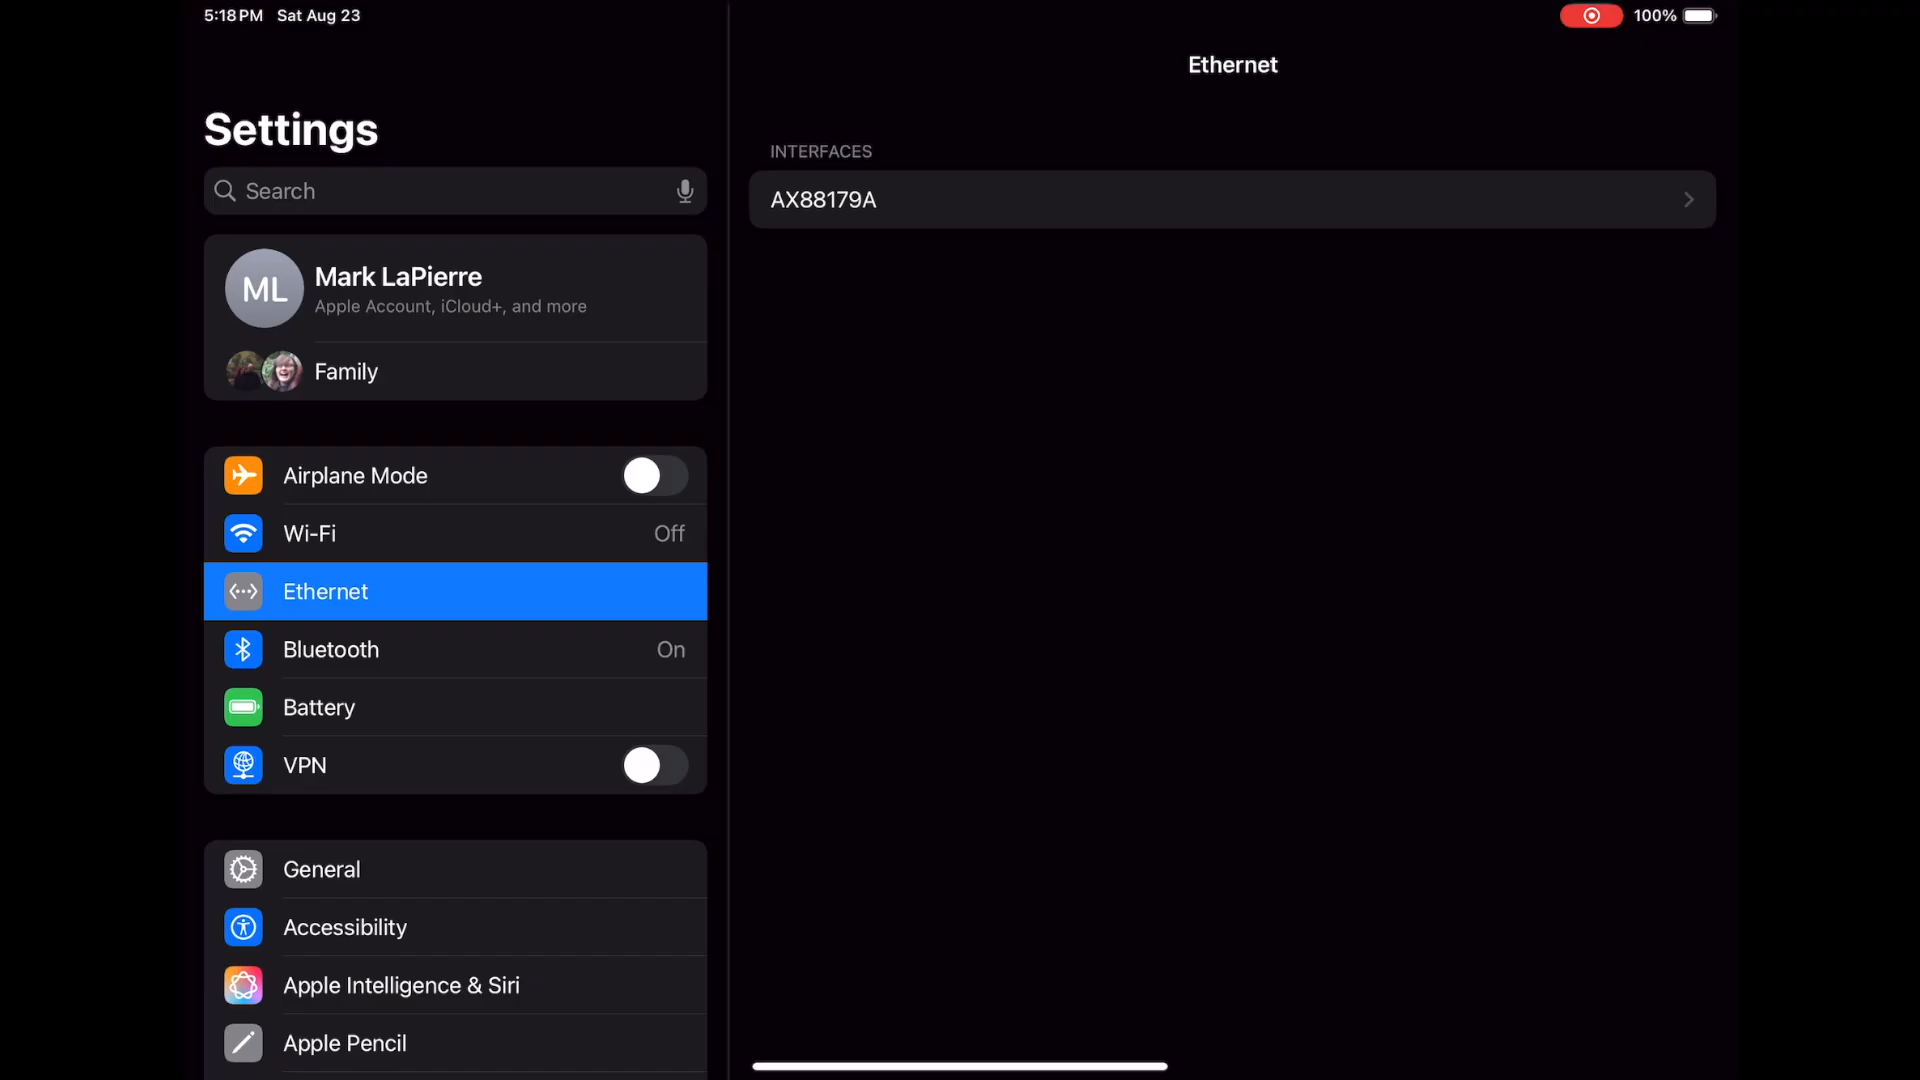 5:18 PM Sat Aug 23
100%
Settings
Search
ML
Mark LaPierre
Apple Account, iCloud+, and more
Family
Airplane Mode
Wi-Fi Off
Ethernet
Bluetooth On
Battery
VPN
General
Accessibility
Apple Intelligence & Siri
Apple Pencil
Ethernet
INTERFACES
AX88179A